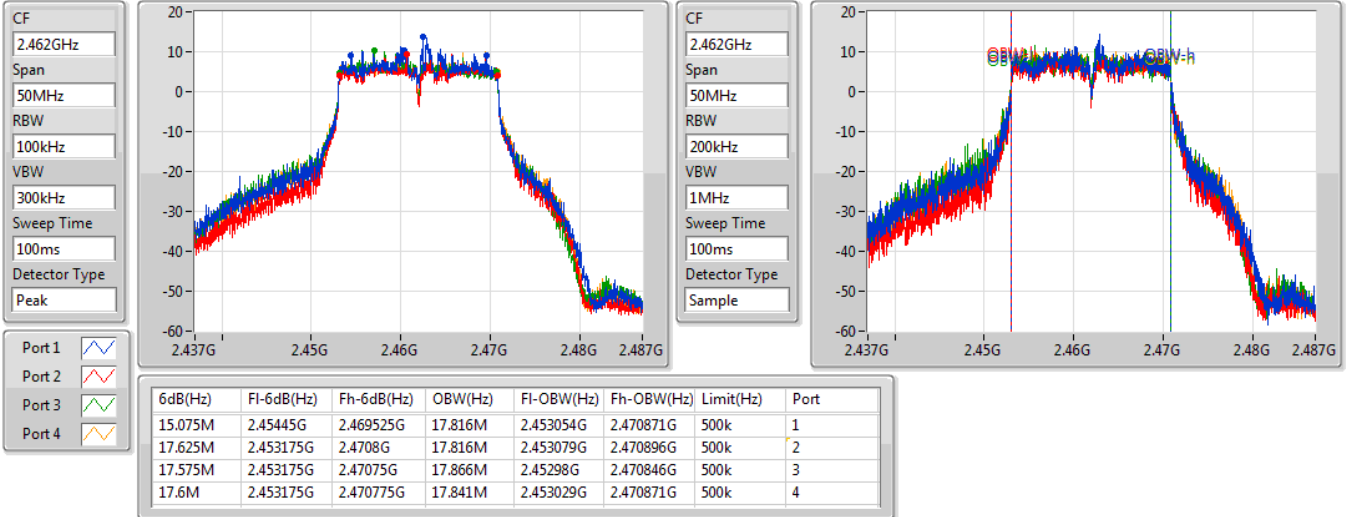 CF
2.462GHz
Span
50MHz
RBW
100kHz
VBW
300kHz
Sweep Time
100ms
Detector Type
Peak
20
10
0
-10
-20
-30
-40
-50
-60
2.437G 2.45G 2.46G 2.47G 2.48G 2.487G
CF
2.462GHz
Span
50MHz
RBW
200kHz
VBW
1MHz
Sweep Time
100ms
Detector Type
Sample
20
10
0
-10
-20
-30
-40
-50
-60
OBW-h
2.437G 2.45G 2.46G 2.47G 2.48G 2.487G
Port 1
Port 2
Port 3
Port 4
6dB(Hz) Fl-6dB(Hz) Fh-6dB(Hz) OBW(Hz) Fl-OBW(Hz) Fh-OBW(Hz) Limit(Hz) Port
15.075M 2.45445G 2.469525G 17.816M 2.453054G 2.470871G 500k 1
17.625M 2.453175G 2.4708G 17.816M 2.453079G 2.470896G 500k 2
17.575M 2.453175G 2.47075G 17.866M 2.45298G 2.470846G 500k 3
17.6M 2.453175G 2.470775G 17.841M 2.453029G 2.470871G 500k 4